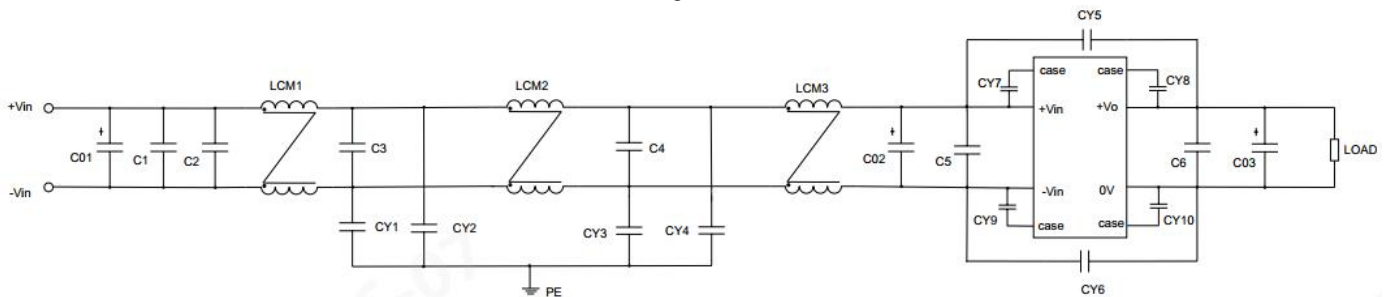 CY5
LCM1
LCM2
LCM3
case
case
CY7
CY8
+Vin
+Vin
+Vo
C01
C1
C2
C3
C4
C02
C5
C6
C03
LOAD
-Vin
-Vin
0V
CY1
CY2
CY3
CY4
CY9
case
case
CY10
PE
CY6